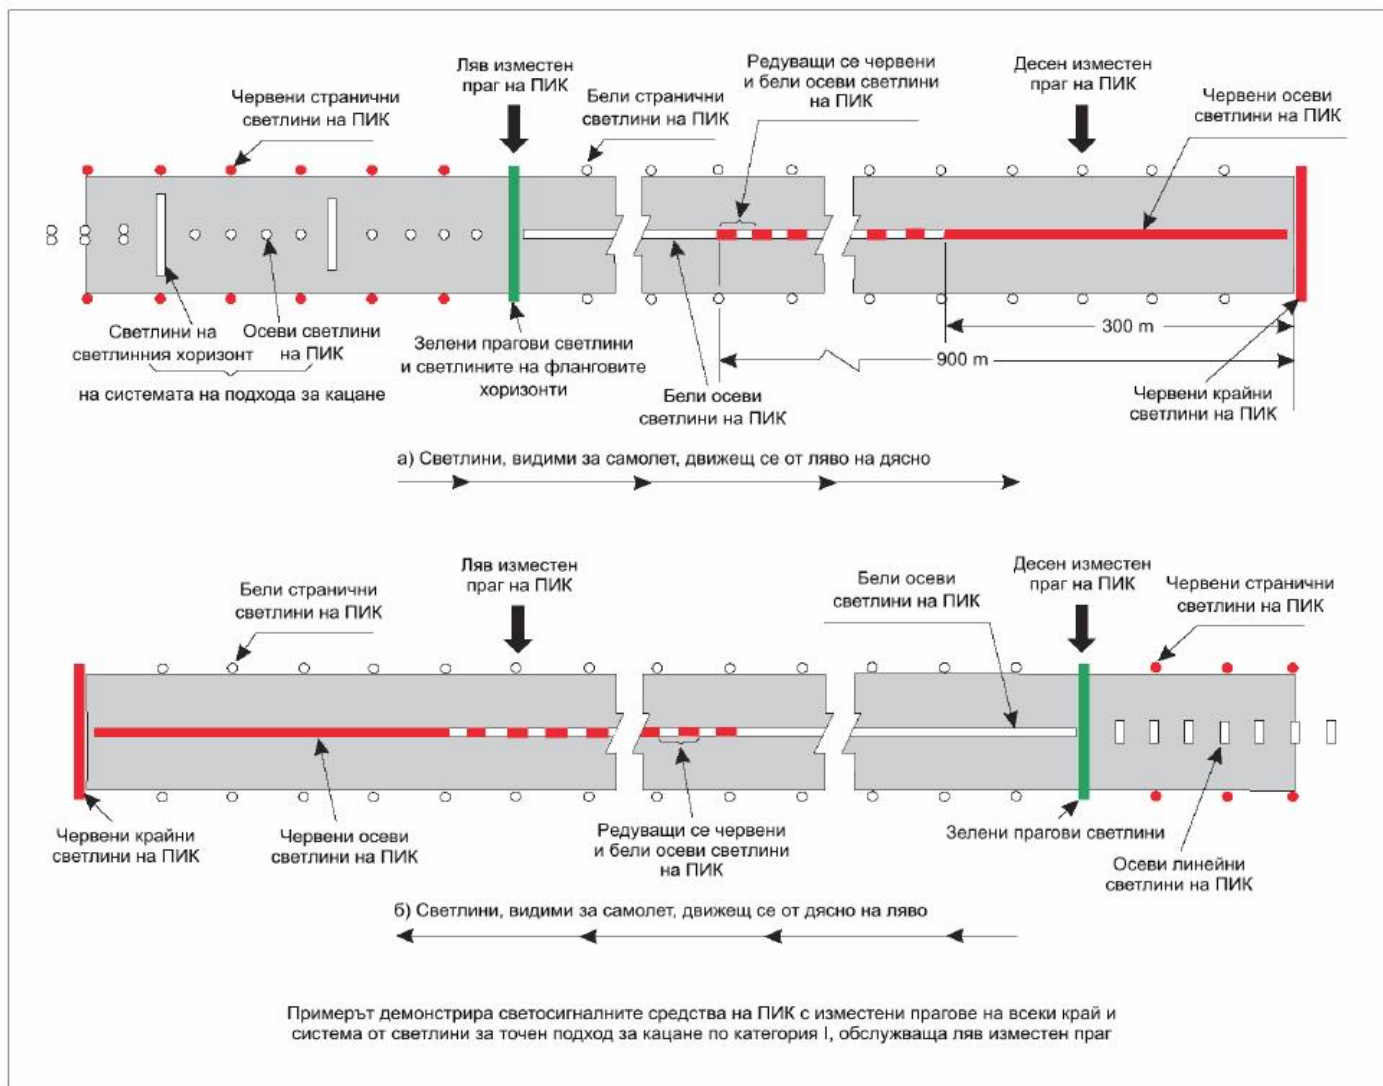 Ляв изместен
праг на ПИК
Редуващи се червени
и бели осеви светлини
на ПИК
Десен изместен
праг на ПИК
Червени странични
светлини на ПИК
Бели странични
светлини на ПИК
Червени осеви
светлини на ПИК
Светлини на
светлинния хоризонт
Осеви светлини
на ПИК
на системата на подхода за кацане
Зелени прагови светлини
и светлините на фланговите
хоризонти
Бели осеви
светлини на ПИК
300 m
900 m
Червени крайни
светлини на ПИК
а) Светлини, видими за самолет, движещ се от ляво на дясно
Бели странични
светлини на ПИК
Ляв изместен
праг на ПИК
Бели осеви
светлини на ПИК
Десен изместен
праг на ПИК
Червени странични
светлини на ПИК
Червени крайни
светлини на ПИК
Червени осеви
светлини на ПИК
Редуващи се червени
и бели осеви светлини
на ПИК
Зелени прагови светлини
Осеви линейни
светлини на ПИК
б) Светлини, видими за самолет, движещ се от дясно на ляво
Примерът демонстрира светосигналните средства на ПИК с изместени прагове на всеки край и
система от светлини за точен подход за кацане по категория I, обслужваща ляв изместен праг